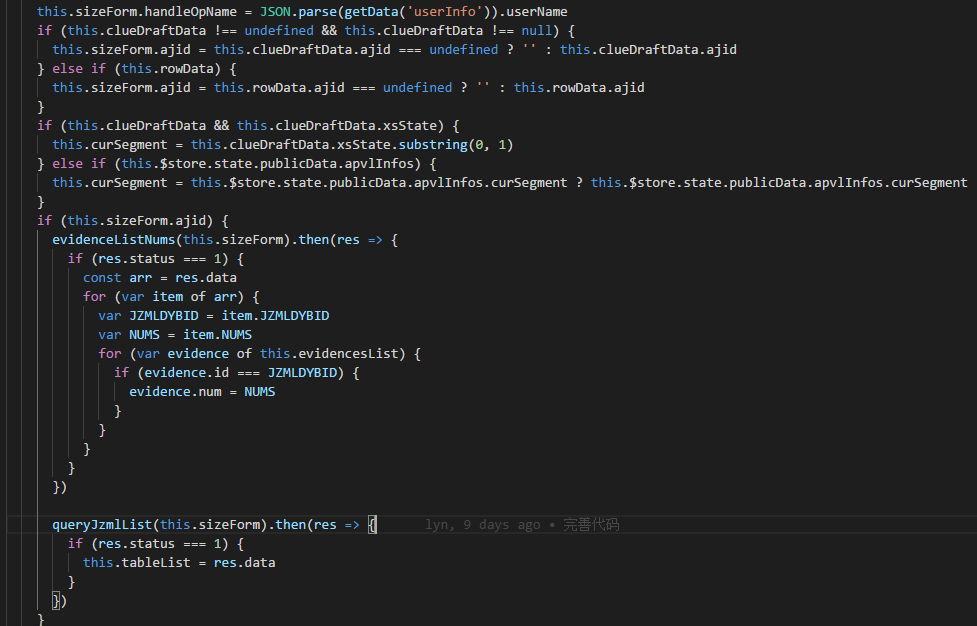 this.sizeForm.handleOpName = JSON.parse(getData('userInfo')).userName
if (this.clueDraftData !== undefined && this.clueDraftData !== null) {
this.sizeForm.ajid = this.clueDraftData.ajid === undefined ? '' : this.clueDraftData.ajid
} else if (this.rowData) {
this.sizeForm.ajid = this.rowData.ajid === undefined ? '' : this.rowData.ajid
}
if (this.clueDraftData && this.clueDraftData.xsState) {
this.curSegment = this.clueDraftData.xsState.substring(0, 1)
} else if (this.$store.state.publicData.apvlInfos) {
this.curSegment = this.$store.state.publicData.apvlInfos.curSegment ? this.$store.state.publicData.apvlInfos.curSegment
}
if (this.sizeForm.ajid) {
evidenceListNums(this.sizeForm).then(res => {
if (res.status === 1) {
const arr = res.data
for (var item of arr) {
var JZMLDYBID = item.JZMLDYBID
var NUMS = item.NUMS
for (var evidence of this.evidencesList) {
if (evidence.id === JZMLDYBID) {
evidence.num = NUMS
}
}
}
}
})
queryJzmlList(this.sizeForm).then(res => { lyn, 9 days ago • 完善代码
if (res.status === 1) {
this.tableList = res.data
}
})
}